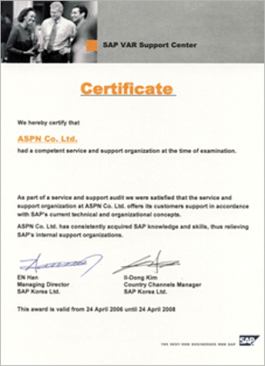 SAP VAR Support Center
Certificate
We hereby certify that
ASPN Co. Ltd.
had a competent service and support organization at the time of examination.
As part of a service and support audit we were satisfied that the service and
support organization at ASPN Co. Ltd. offers its customers support in accordance
with SAP's current technical and organizational concepts.
ASPN Co. Ltd. has consistently acquired SAP knowledge and skills, thus relieving
SAP's internal support organizations.
EN Han
Managing Director
SAP Korea Ltd.
Il-Dong Kim
Country Channels Manager
SAP Korea Ltd.
This award is valid from 24 April 2006 until 24 April 2008
THE BEST-RUN BUSINESSES RUN SAP
SAP